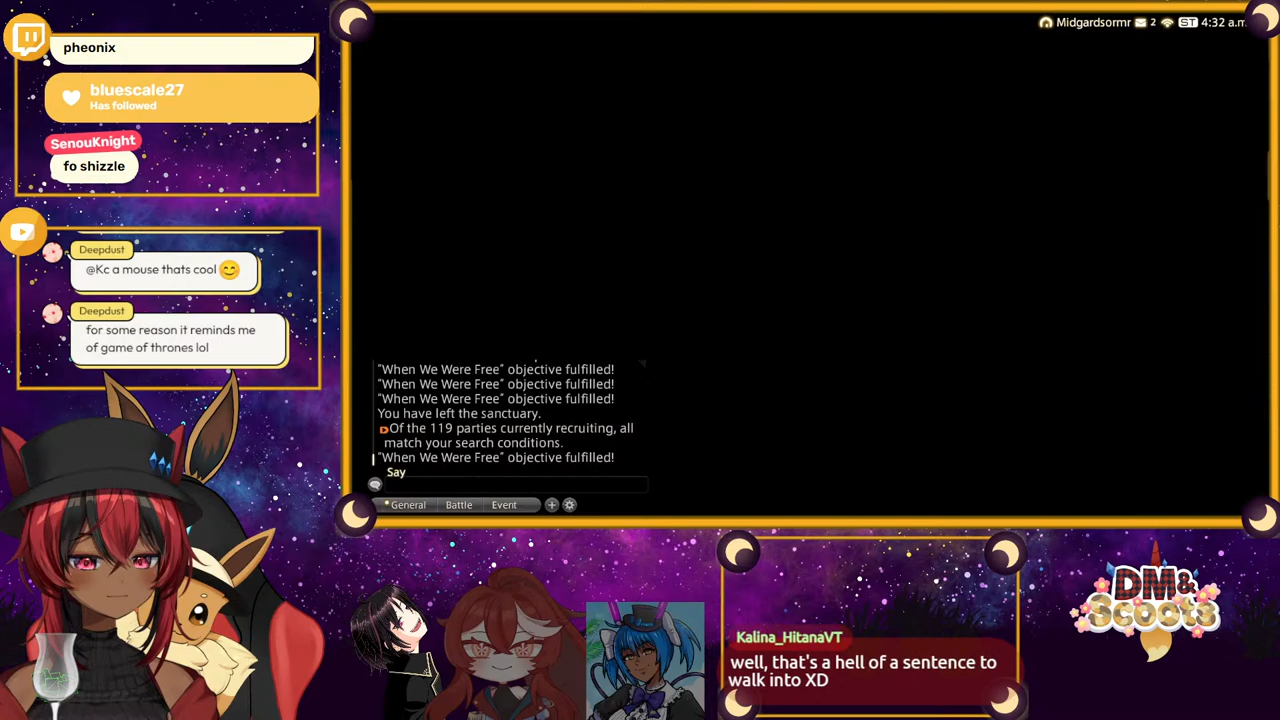 pheonix
bluescale27
Has followed
SenouKnight
fo shizzle
Deepdust
@Kc a mouse thats cool 😊
Deepdust
for some reason it reminds me
of game of thrones lol
Midgardsormr 2 ST 4:32 a.m.
"When We Were Free" objective fulfilled!
"When We Were Free" objective fulfilled!
"When We Were Free" objective fulfilled!
You have left the sanctuary.
Of the 119 parties currently recruiting, all
match your search conditions.
"When We Were Free" objective fulfilled!
Say
General Battle Event
Kalina_HitanaVT
well, that's a hell of a sentence to
walk into XD
DM&
Scoots